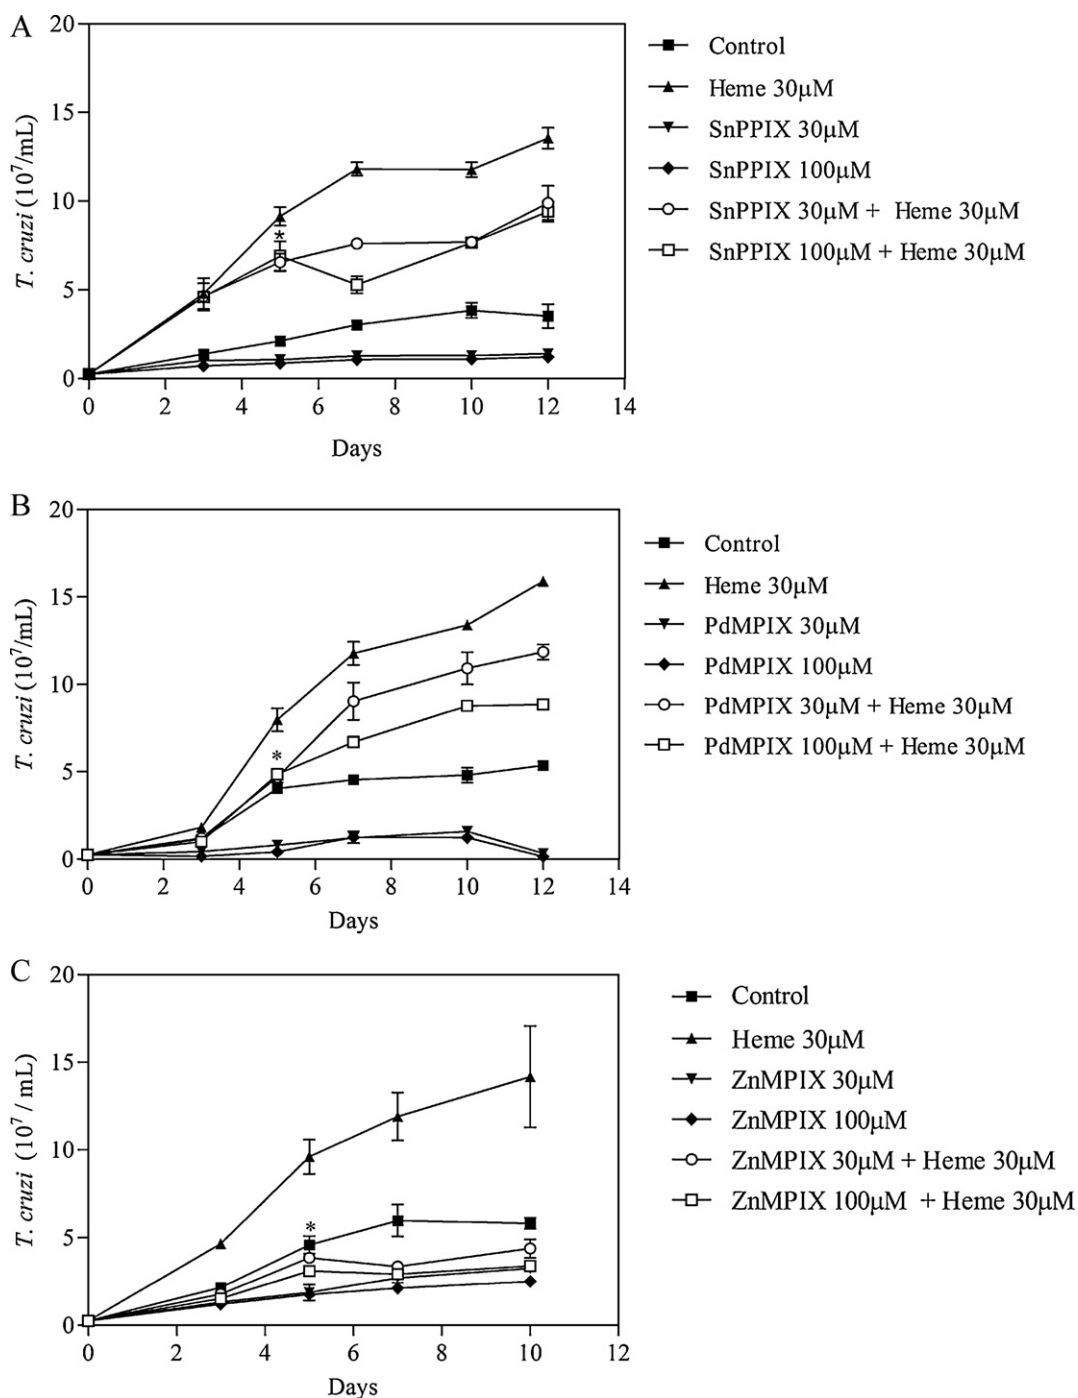 A
20
15
10
5
0
T. cruzi (10⁷/mL)
*
0 2 4 6 8 10 12 14
Days
Control
Heme 30μM
SnPPIX 30μM
SnPPIX 100μM
SnPPIX 30μM + Heme 30μM
SnPPIX 100μM + Heme 30μM
B
20
15
10
5
0
T. cruzi (10⁷/mL)
*
0 2 4 6 8 10 12 14
Days
Control
Heme 30μM
PdMPIX 30μM
PdMPIX 100μM
PdMPIX 30μM + Heme 30μM
PdMPIX 100μM + Heme 30μM
C
20
15
10
5
0
T. cruzi (10⁷ / mL)
*
0 2 4 6 8 10 12
Days
Control
Heme 30μM
ZnMPIX 30μM
ZnMPIX 100μM
ZnMPIX 30μM + Heme 30μM
ZnMPIX 100μM + Heme 30μM